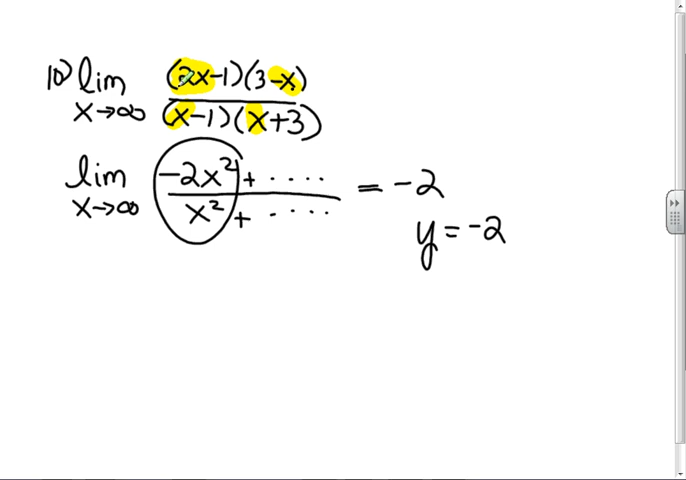 10) lim (2x-1)(3-x)
x→∞ (x-1)(x+3)
lim -2x² + ····
x→∞ x² + ···· = -2
y = -2